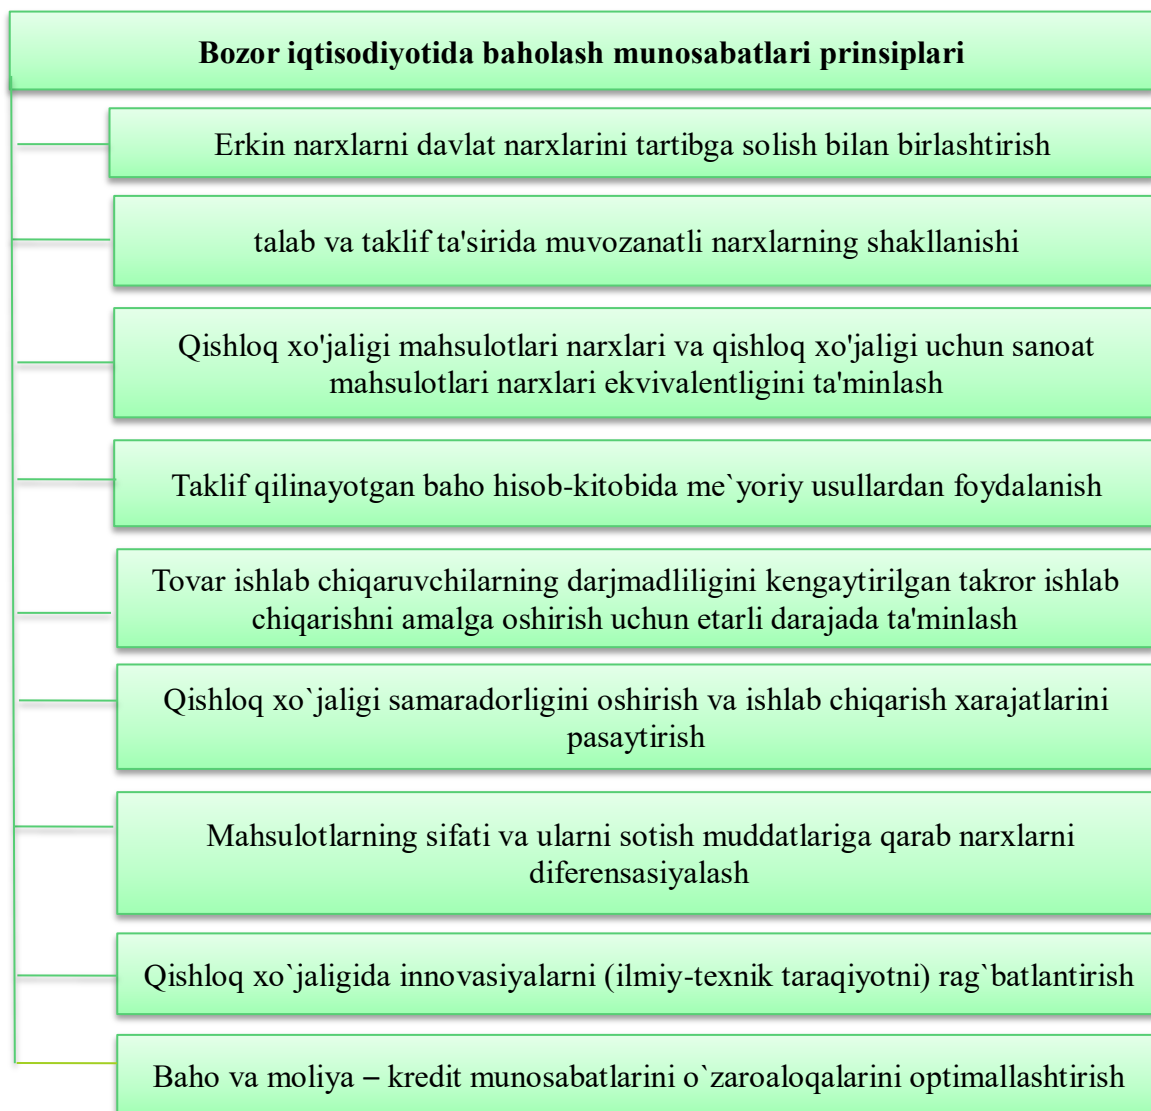 Bozor iqtisodiyotida baholash munosabatlari prinsiplari
Erkin narxlarni davlat narxlarini tartibga solish bilan birlashtirish
talab va taklif ta'sirida muvozanatli narxlarning shakllanishi
Qishloq xo'jaligi mahsulotlari narxlari va qishloq xo'jaligi uchun sanoat
mahsulotlari narxlari ekvivalentligini ta'minlash
Taklif qilinayotgan baho hisob-kitobida me`yoriy usullardan foydalanish
Tovar ishlab chiqaruvchilarning darjmadliligini kengaytirilgan takror ishlab
chiqarishni amalga oshirish uchun etarli darajada ta'minlash
Qishloq xo`jaligi samaradorligini oshirish va ishlab chiqarish xarajatlarini
pasaytirish
Mahsulotlarning sifati va ularni sotish muddatlariga qarab narxlarni
diferensasiyalash
Qishloq xo`jaligida innovasiyalarni (ilmiy-texnik taraqiyotni) rag`batlantirish
Baho va moliya – kredit munosabatlarini o`zaroaloqalarini optimallashtirish